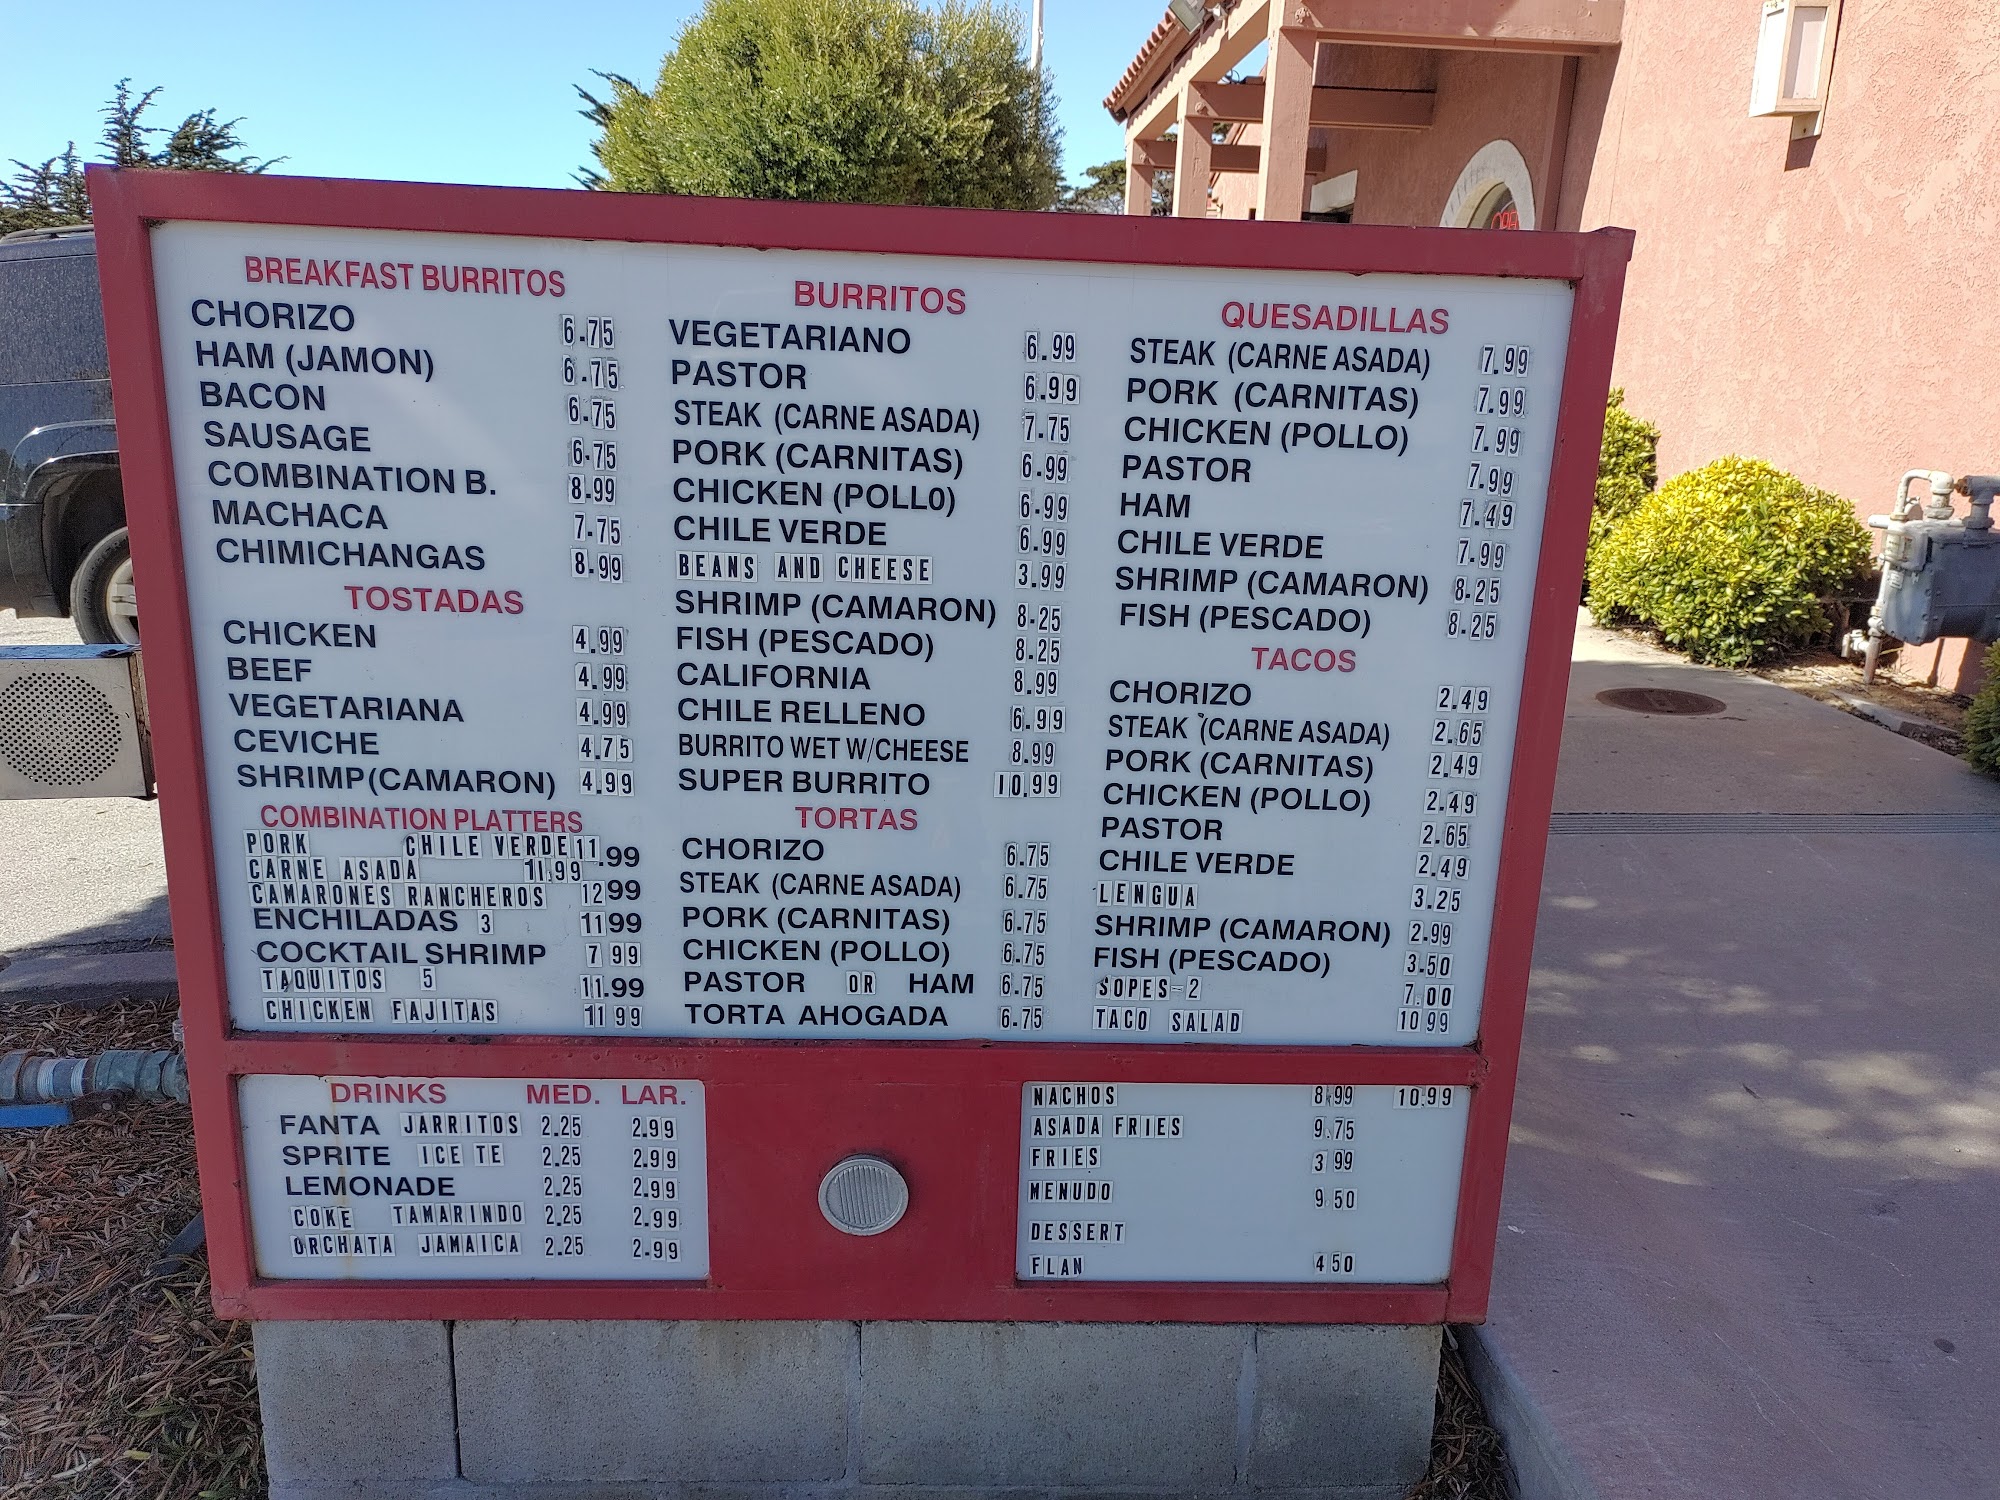 BREAKFAST BURRITOS
CHORIZO 6.75
HAM (JAMON) 6.75
BACON 6.75
SAUSAGE 6.75
COMBINATION B. 8.99
MACHACA 7.75
CHIMICHANGAS 8.99
TOSTADAS
CHICKEN 4.99
BEEF 4.99
VEGETARIANA 4.99
CEVICHE 4.75
SHRIMP (CAMARON) 4.99
COMBINATION PLATTERS
PORK CHILE VERDE 11.99
CARNE ASADA 11.99
CAMARONES RANCHEROS 1299
ENCHILADAS 3 1199
COCKTAIL SHRIMP 7 99
TAQUITOS 5 11.99
CHICKEN FAJITAS 11 99
BURRITOS
VEGETARIANO 6.99
PASTOR 6.99
STEAK (CARNE ASADA) 7.75
PORK (CARNITAS) 6.99
CHICKEN (POLL0) 6.99
CHILE VERDE 6.99
BEANS AND CHEESE 3.99
SHRIMP (CAMARON) 8.25
FISH (PESCADO) 8.25
CALIFORNIA 8.99
CHILE RELLENO 6.99
BURRITO WET W/CHEESE 8.99
SUPER BURRITO 10.99
TORTAS
CHORIZO 6.75
STEAK (CARNE ASADA) 6.75
PORK (CARNITAS) 6.75
CHICKEN (POLLO) 6.75
PASTOR OR HAM 6.75
TORTA AHOGADA 6.75
QUESADILLAS
STEAK (CARNE ASADA) 7.99
PORK (CARNITAS) 7.99
CHICKEN (POLLO) 7.99
PASTOR 7.99
HAM 7.49
CHILE VERDE 7.99
SHRIMP (CAMARON) 8.25
FISH (PESCADO) 8.25
TACOS
CHORIZO 2.49
STEAK (CARNE ASADA) 2.65
PORK (CARNITAS) 2.49
CHICKEN (POLLO) 2.49
PASTOR 2.65
CHILE VERDE 2.49
LENGUA 3.25
SHRIMP (CAMARON) 2.99
FISH (PESCADO) 3.50
SOPES-2 7.00
TACO SALAD 10 99
DRINKS MED. LAR.
FANTA JARRITOS 2.25 2.99
SPRITE ICE TE 2.25 2.99
LEMONADE 2.25 2.99
COKE TAMARINDO 2.25 2.99
ORCHATA JAMAICA 2.25 2.99
NACHOS 8.99 10.99
ASADA FRIES 9.75
FRIES 3 99
MENUDO 9 50
DESSERT
FLAN 4 50